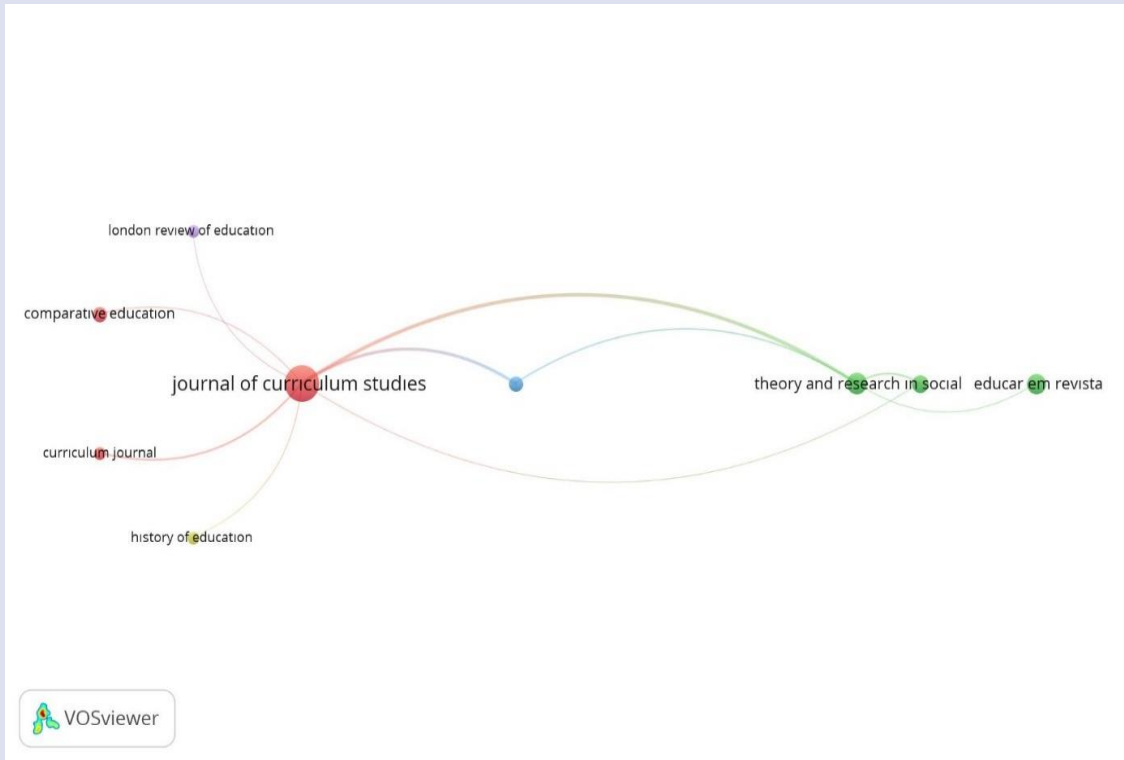 london review of education
comparative education
journal of curriculum studies
theory and research in social
educar em revista
curriculum journal
history of education
VOSviewer